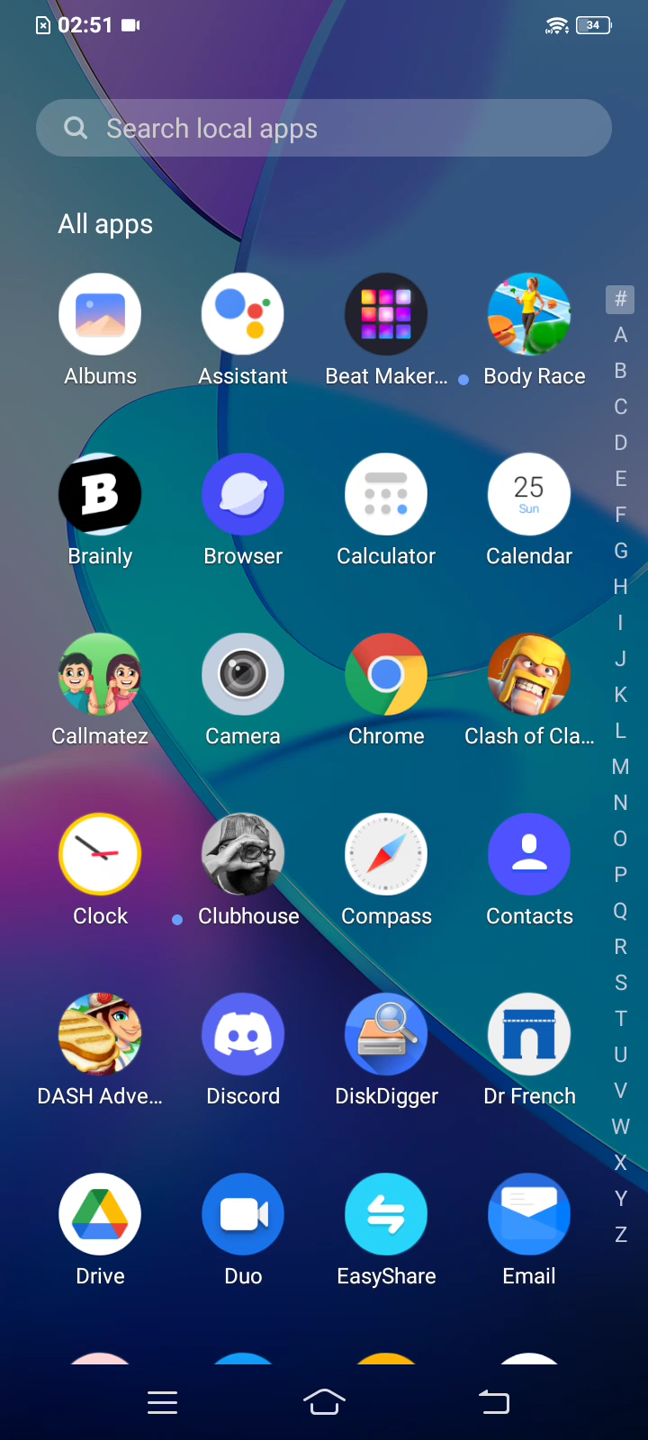 02:51
34
Search local apps
All apps
#
Albums
Assistant
Beat Maker...
Body Race
A
B
C
D
B
25
Sun
E
F
Brainly
Browser
Calculator
Calendar
G
H
I
J
K
Callmatez
Camera
Chrome
Clash of Cla...
L
M
N
O
P
Clock
Clubhouse
Compass
Contacts
Q
R
S
T
U
DASH Adve...
Discord
DiskDigger
Dr French
V
W
X
Y
Z
Drive
Duo
EasyShare
Email